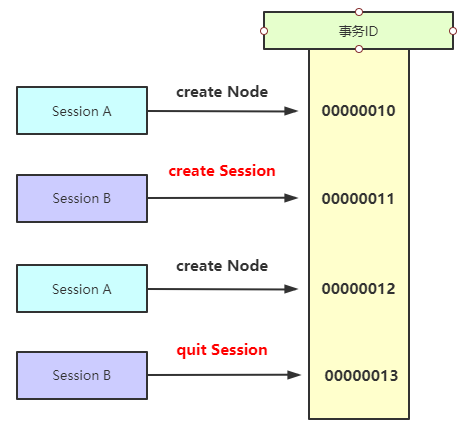 事务ID
create Node
Session A
00000010
create Session
Session B
00000011
create Node
Session A
00000012
quit Session
Session B
00000013